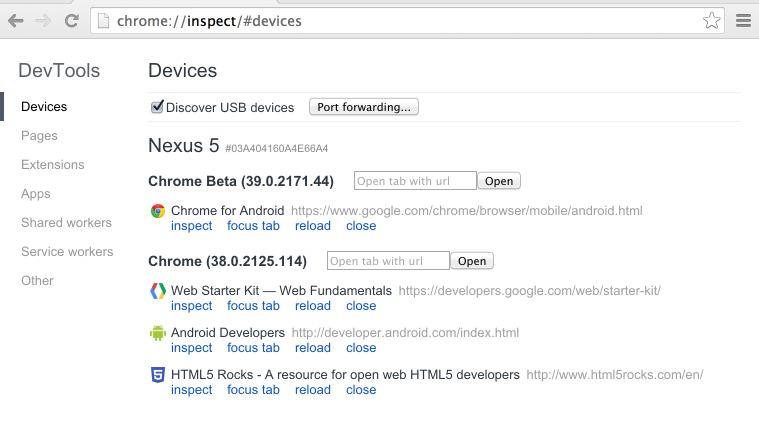 chrome://inspect/#devices
DevTools
Devices
Pages
Extensions
Apps
Shared workers
Service workers
Other
Devices
Discover USB devices Port forwarding...
Nexus 5 #03A404160A4E66A4
Chrome Beta (39.0.2171.44) Open tab with url Open
Chrome for Android https://www.google.com/chrome/browser/mobile/android.html
inspect focus tab reload close
Chrome (38.0.2125.114) Open tab with url Open
Web Starter Kit — Web Fundamentals https://developers.google.com/web/starter-kit/
inspect focus tab reload close
Android Developers http://developer.android.com/index.html
inspect focus tab reload close
HTML5 Rocks - A resource for open web HTML5 developers http://www.html5rocks.com/en/
inspect focus tab reload close